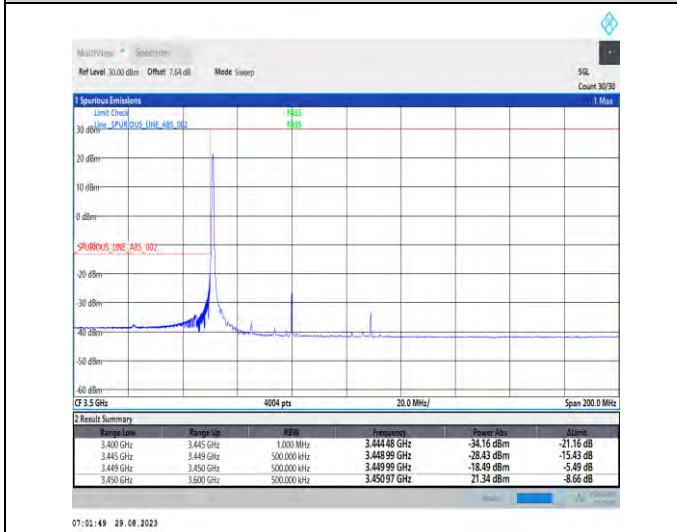 MultiView Spectrum
Ref Level 30.00 dBm Offset 7.64 dB Mode Sweep SGL
Count 30/30
1 Spurious Emissions 1 Max
Limit Check PASS
Line _SPURIOUS_LINE_ABS_002 PASS
30 dBm
20 dBm
10 dBm
0 dBm
_SPURIOUS_LINE_ABS_002
-20 dBm
-30 dBm
-40 dBm
-50 dBm
-60 dBm
CF 3.5 GHz 4004 pts 20.0 MHz/ Span 200.0 MHz
2 Result Summary
Range Low Range Up RBW Frequency Power Abs ΔLimit
3.400 GHz 3.445 GHz 1.000 MHz 3.444 48 GHz -34.16 dBm -21.16 dB
3.445 GHz 3.449 GHz 500.000 kHz 3.448 99 GHz -28.43 dBm -15.43 dB
3.449 GHz 3.450 GHz 500.000 kHz 3.449 99 GHz -18.49 dBm -5.49 dB
3.450 GHz 3.600 GHz 500.000 kHz 3.450 97 GHz 21.34 dBm -8.66 dB
07:01:49 29.08.2023